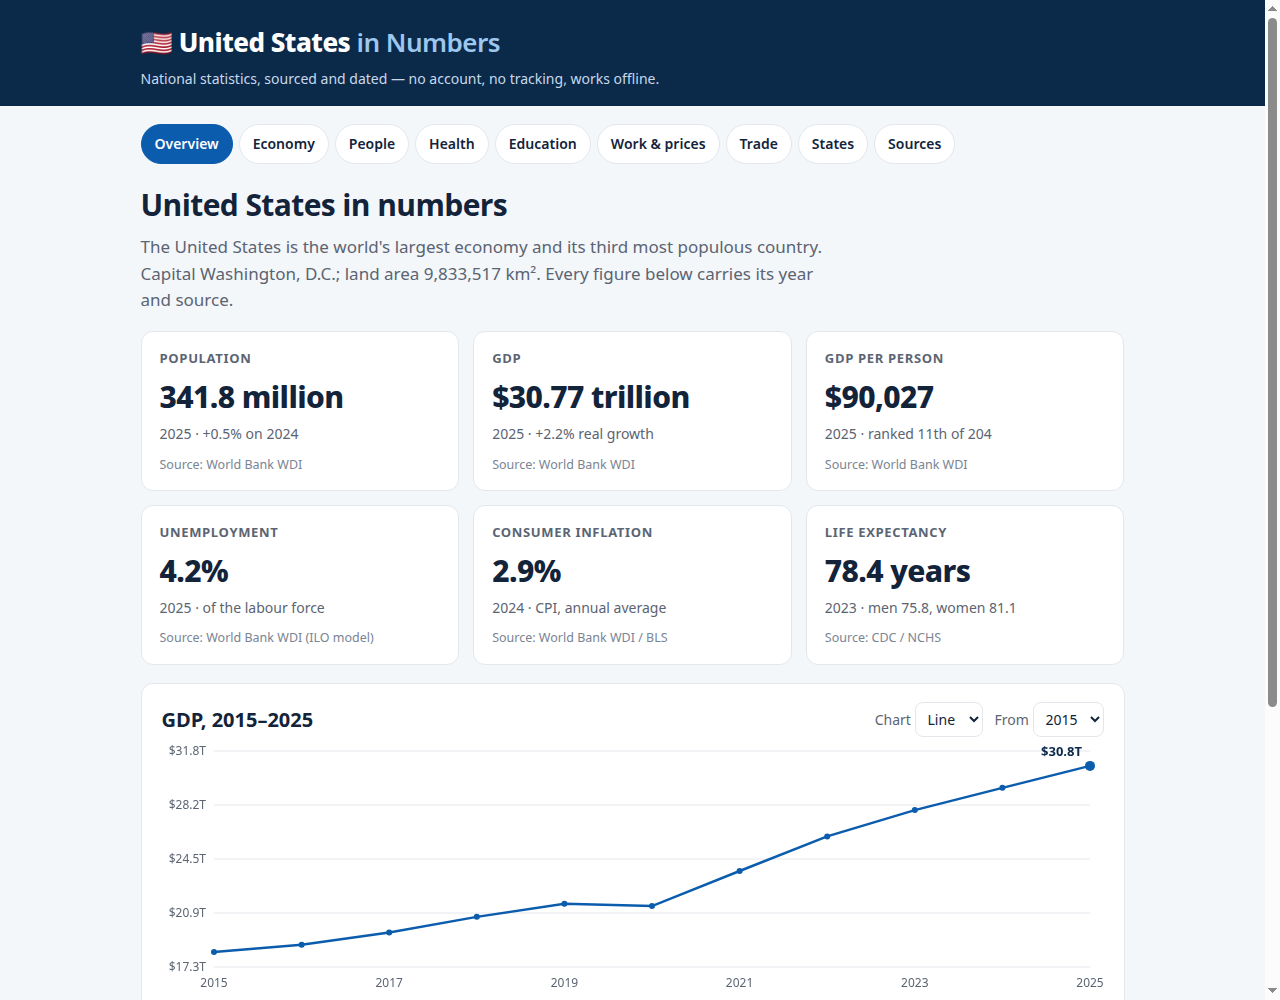 🇺🇸 United States in Numbers
National statistics, sourced and dated — no account, no tracking, works offline.
Overview Economy People Health Education Work & prices Trade States Sources
United States in numbers
The United States is the world's largest economy and its third most populous country.
Capital Washington, D.C.; land area 9,833,517 km². Every figure below carries its year
and source.
POPULATION
341.8 million
2025 · +0.5% on 2024
Source: World Bank WDI
GDP
$30.77 trillion
2025 · +2.2% real growth
Source: World Bank WDI
GDP PER PERSON
$90,027
2025 · ranked 11th of 204
Source: World Bank WDI
UNEMPLOYMENT
4.2%
2025 · of the labour force
Source: World Bank WDI (ILO model)
CONSUMER INFLATION
2.9%
2024 · CPI, annual average
Source: World Bank WDI / BLS
LIFE EXPECTANCY
78.4 years
2023 · men 75.8, women 81.1
Source: CDC / NCHS
GDP, 2015–2025
Chart Line From 2015
$31.8T
$30.8T
$28.2T
$24.5T
$20.9T
$17.3T
2015 2017 2019 2021 2023 2025